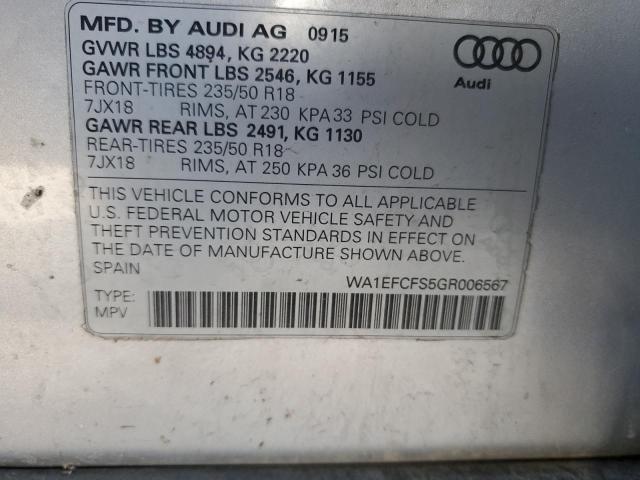 MFD. BY AUDI AG 0915
GVWR LBS 4894, KG 2220
GAWR FRONT LBS 2546, KG 1155
FRONT-TIRES 235/50 R18
7JX18 RIMS, AT 230 KPA 33 PSI COLD
GAWR REAR LBS 2491, KG 1130
REAR-TIRES 235/50 R18
7JX18 RIMS, AT 250 KPA 36 PSI COLD
Audi
THIS VEHICLE CONFORMS TO ALL APPLICABLE
U.S. FEDERAL MOTOR VEHICLE SAFETY AND
THEFT PREVENTION STANDARDS IN EFFECT ON
THE DATE OF MANUFACTURE SHOWN ABOVE.
SPAIN WA1EFCFS5GR006567
TYPE:
MPV